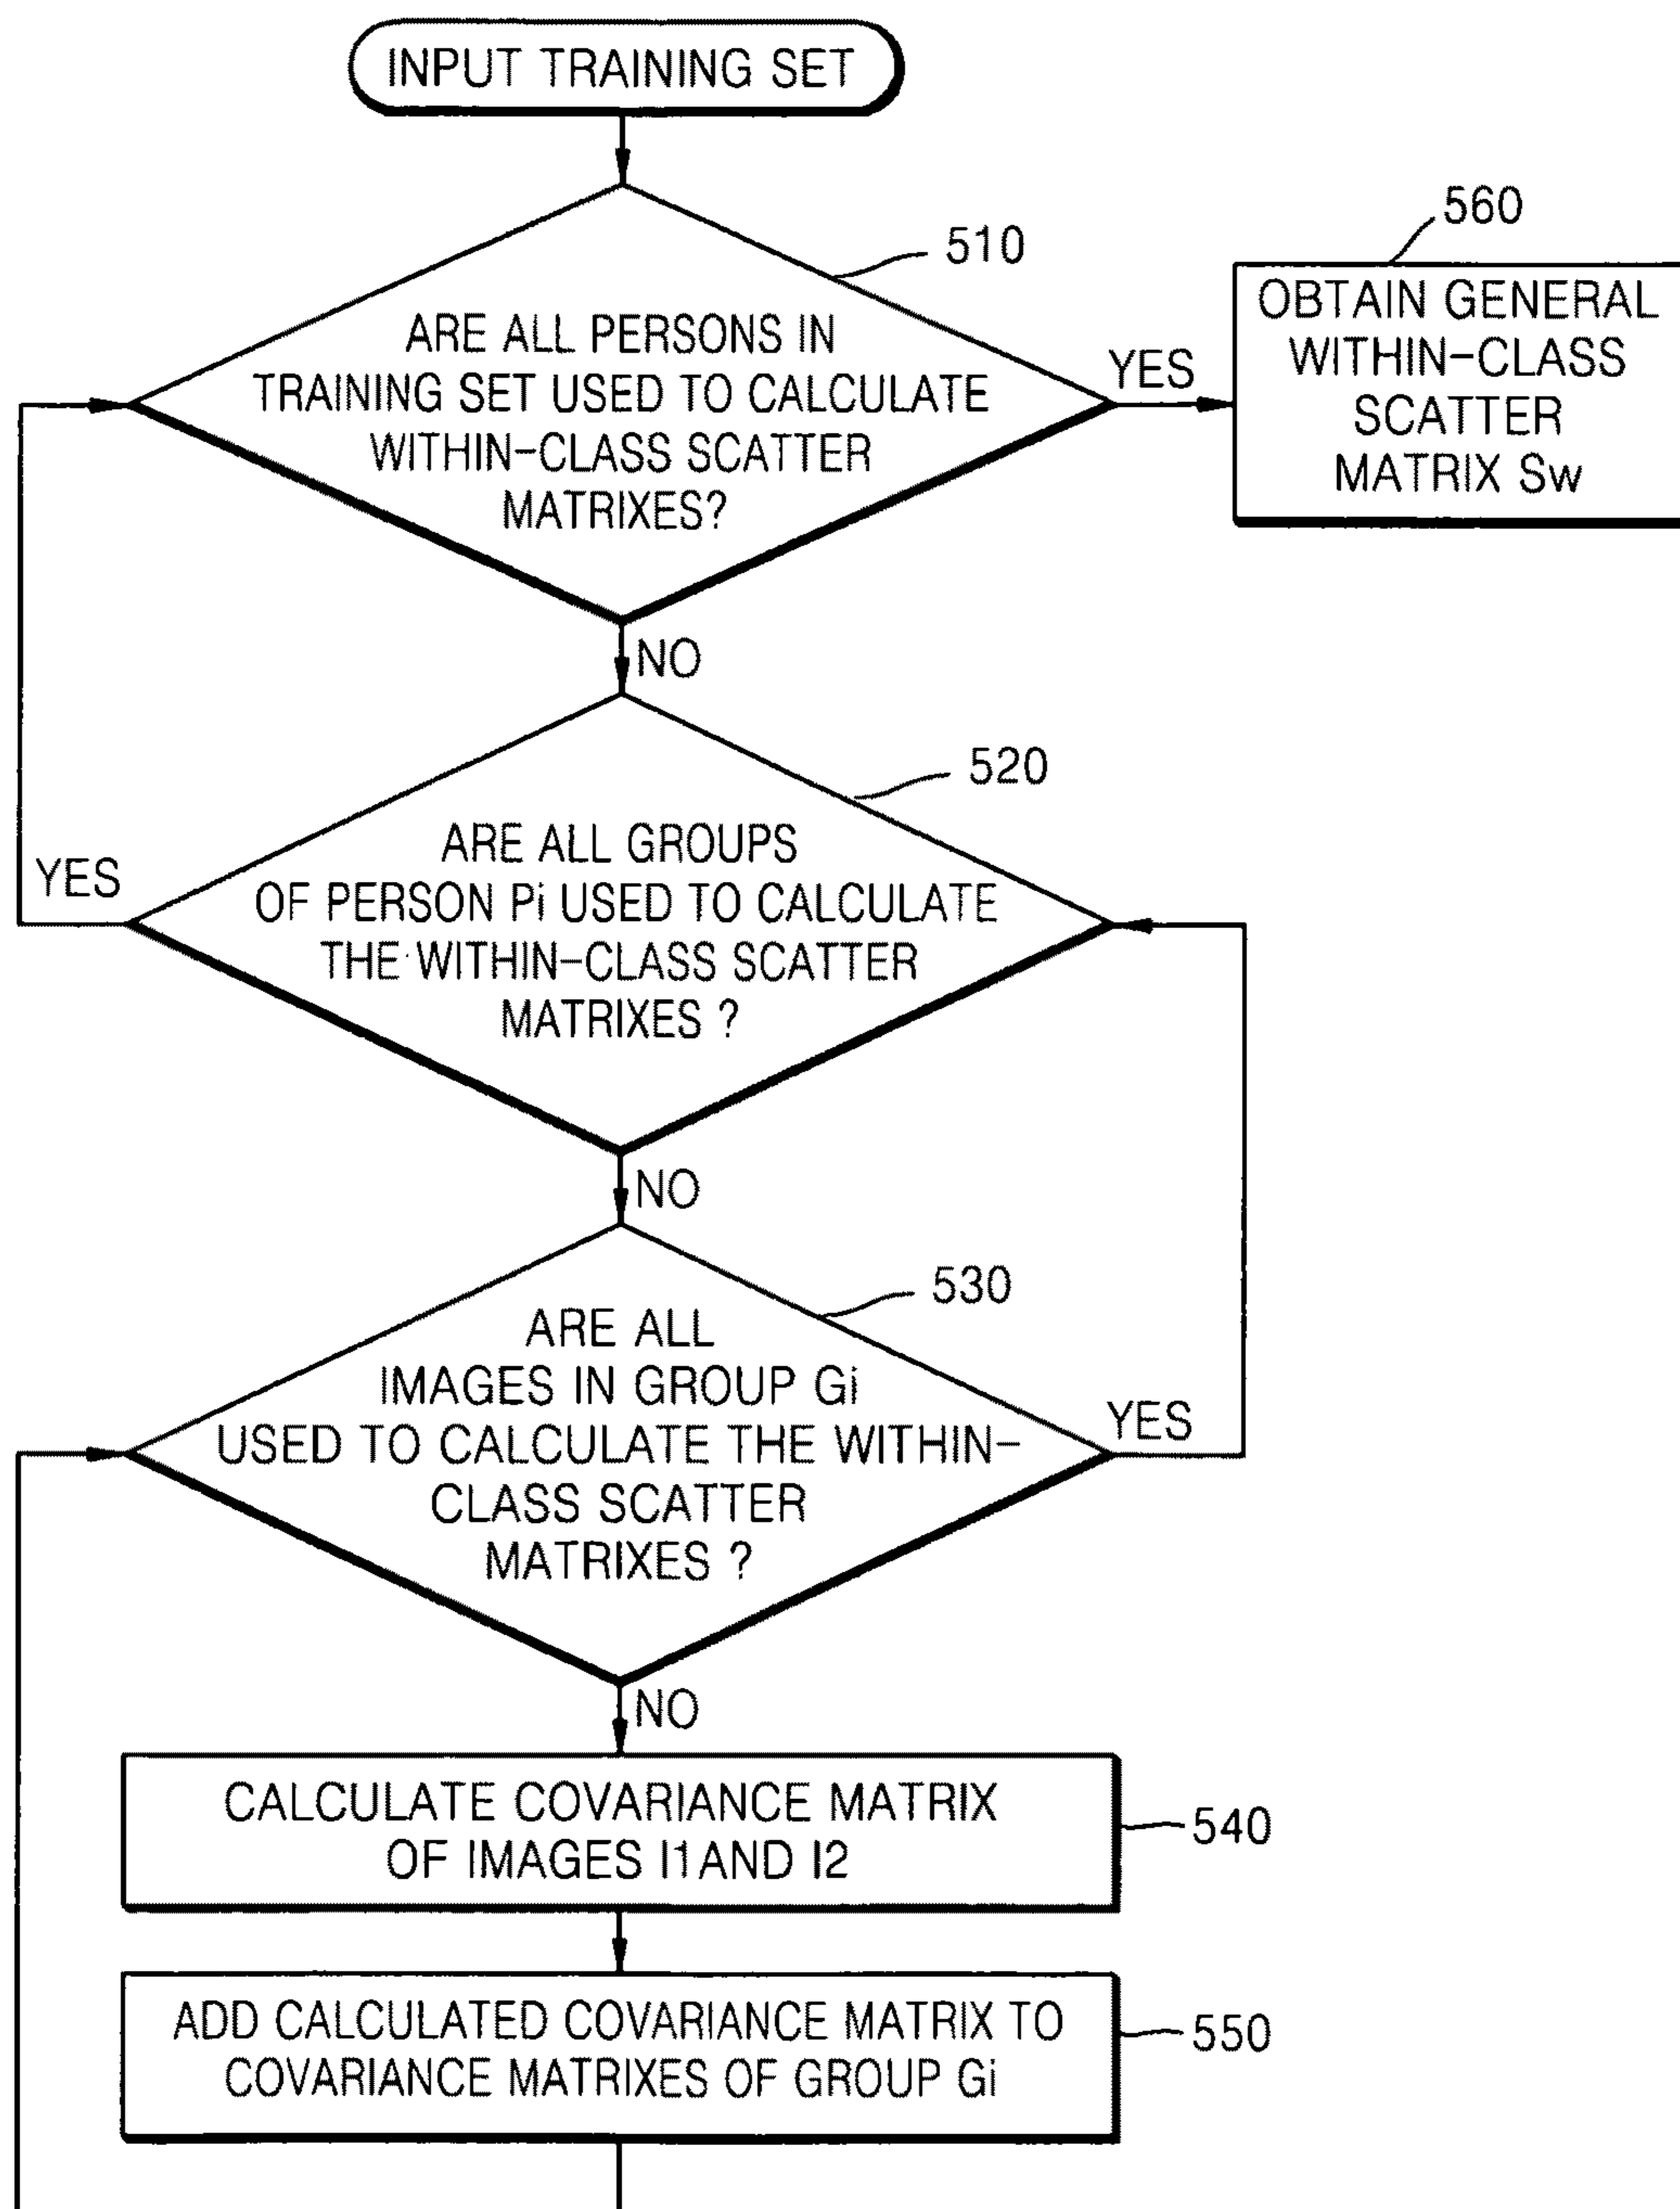 INPUT TRAINING SET
510
560
ARE ALL PERSONS IN
TRAINING SET USED TO CALCULATE
WITHIN-CLASS SCATTER
MATRIXES?
YES
OBTAIN GENERAL
WITHIN-CLASS
SCATTER
MATRIX Sw
NO
520
ARE ALL GROUPS
OF PERSON Pi USED TO CALCULATE
THE WITHIN-CLASS SCATTER
MATRIXES ?
YES
NO
530
ARE ALL
IMAGES IN GROUP Gi
USED TO CALCULATE THE WITHIN-
CLASS SCATTER
MATRIXES ?
YES
NO
CALCULATE COVARIANCE MATRIX
OF IMAGES I1 AND I2
540
ADD CALCULATED COVARIANCE MATRIX TO
COVARIANCE MATRIXES OF GROUP Gi
550